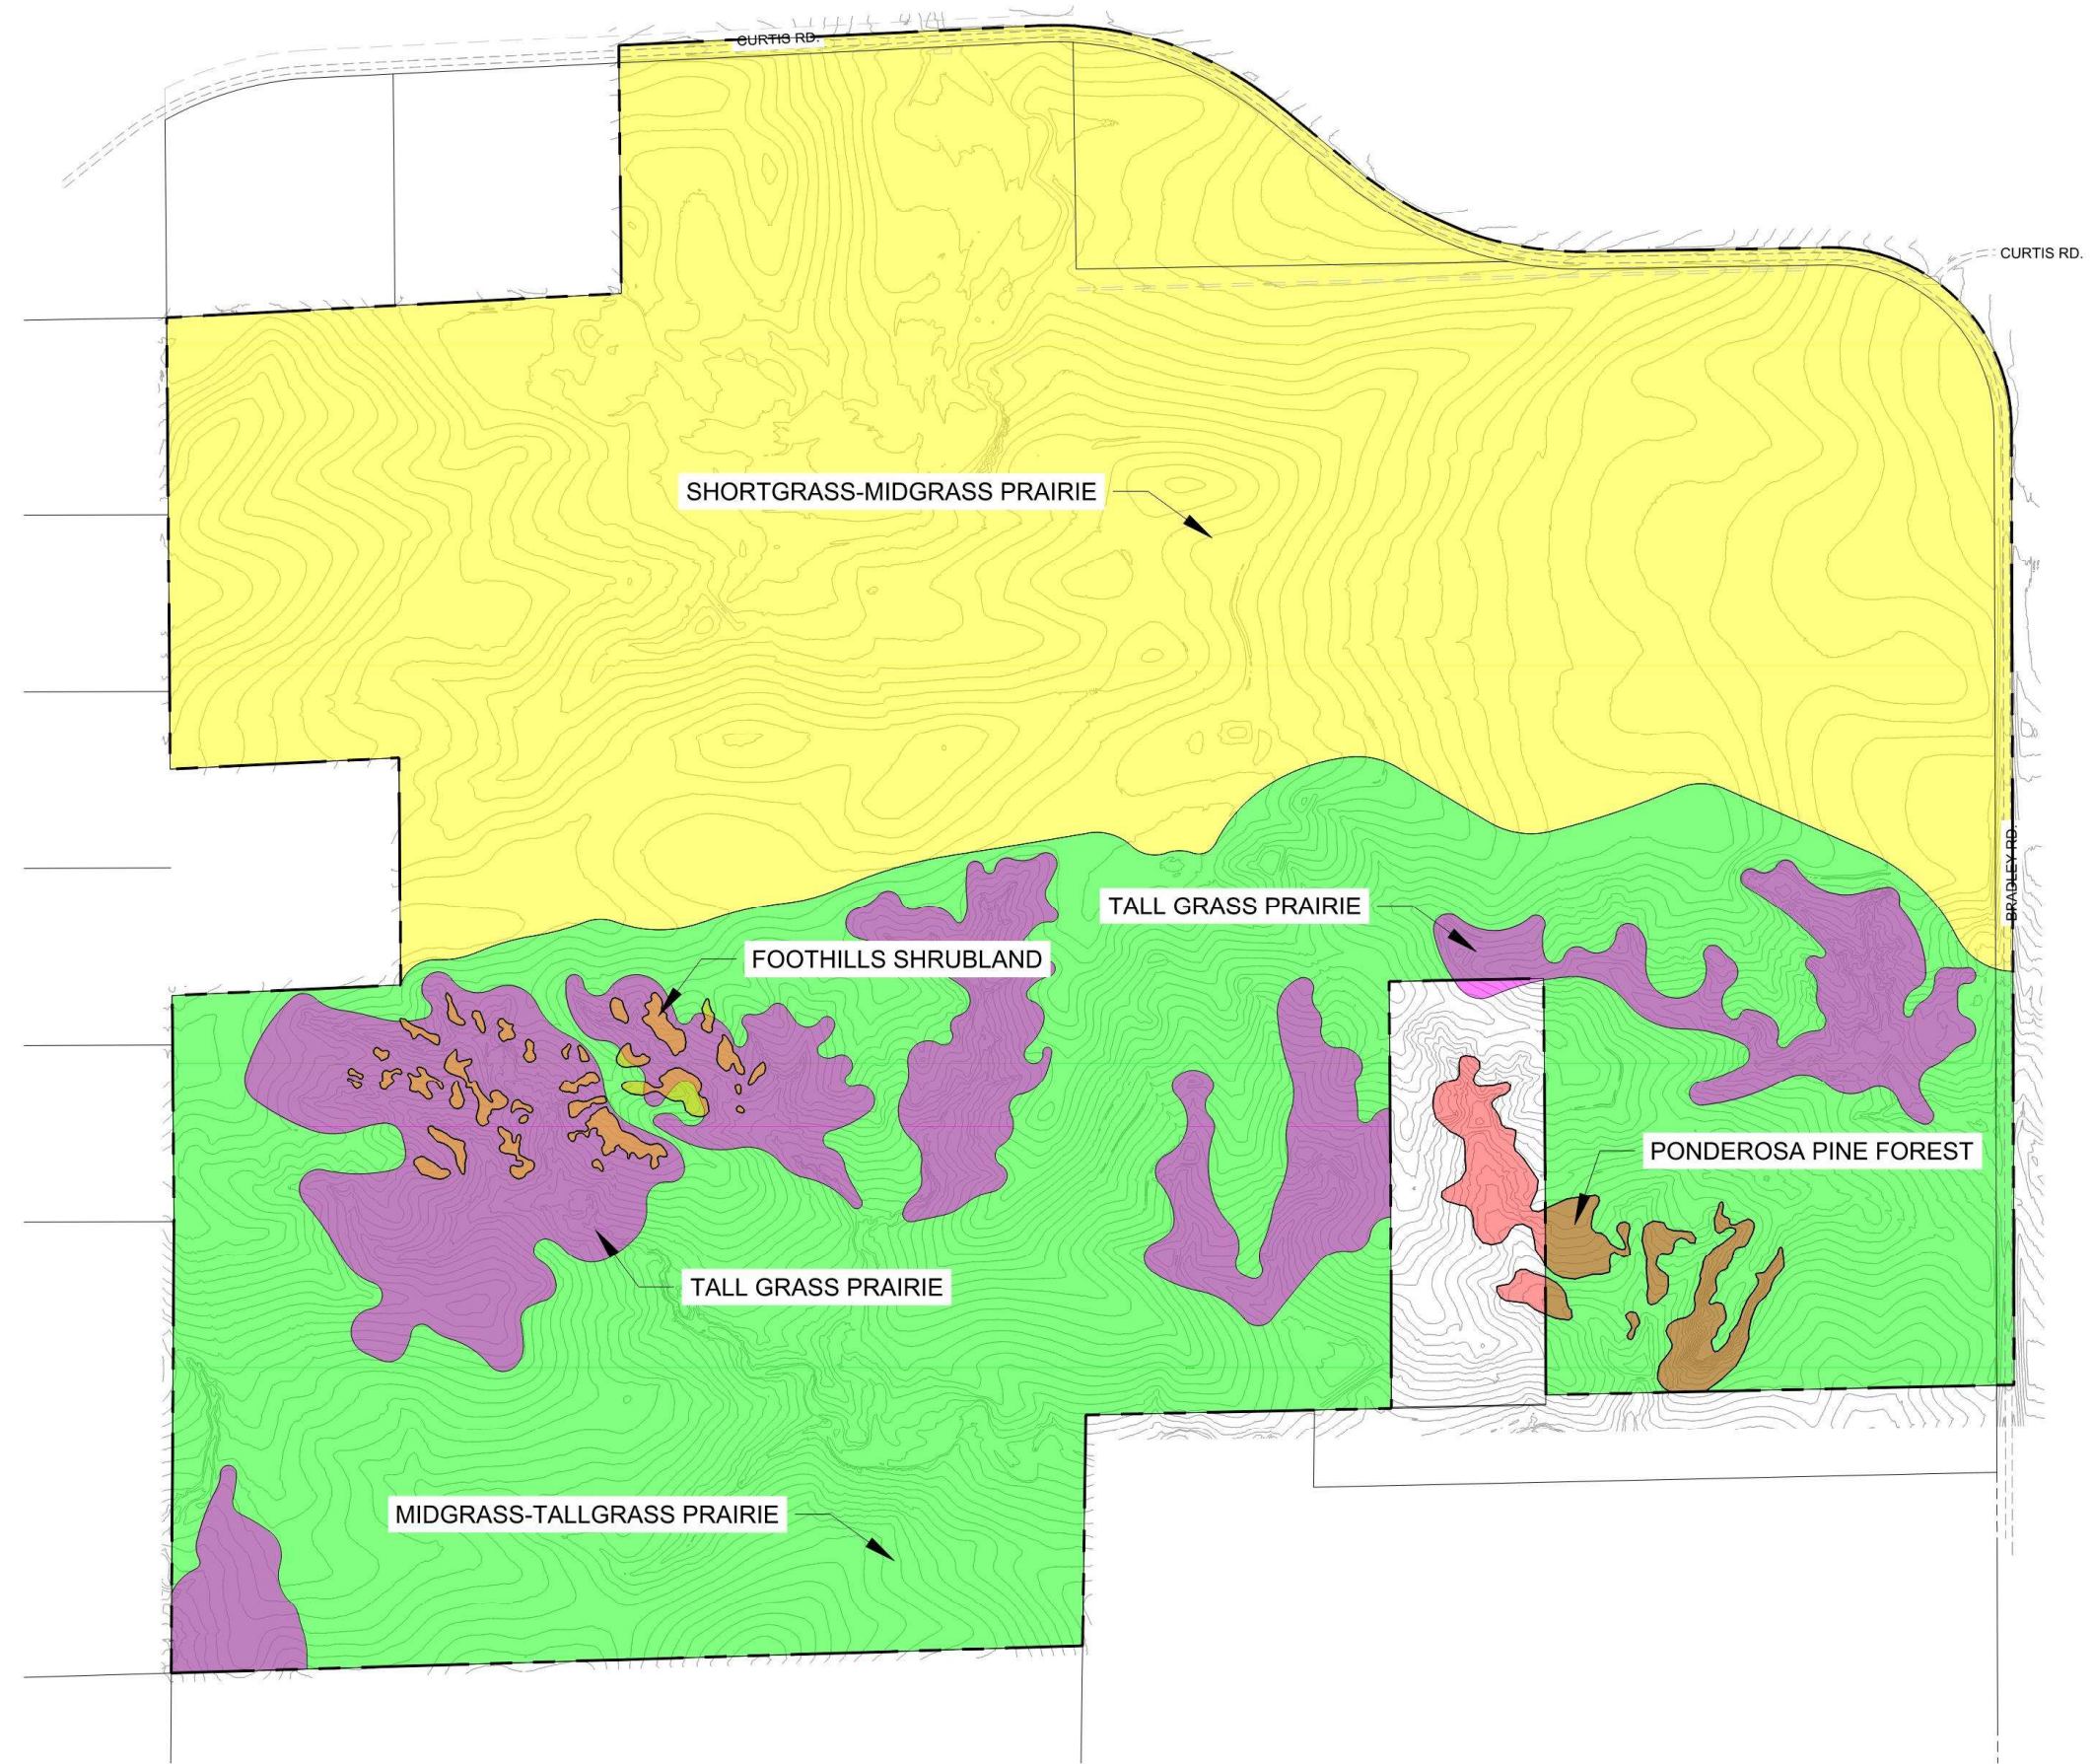 CURTIS RD.
CURTIS RD.
SHORTGRASS-MIDGRASS PRAIRIE
BRADLEY RD.
TALL GRASS PRAIRIE
FOOTHILLS SHRUBLAND
PONDEROSA PINE FOREST
TALL GRASS PRAIRIE
MIDGRASS-TALLGRASS PRAIRIE